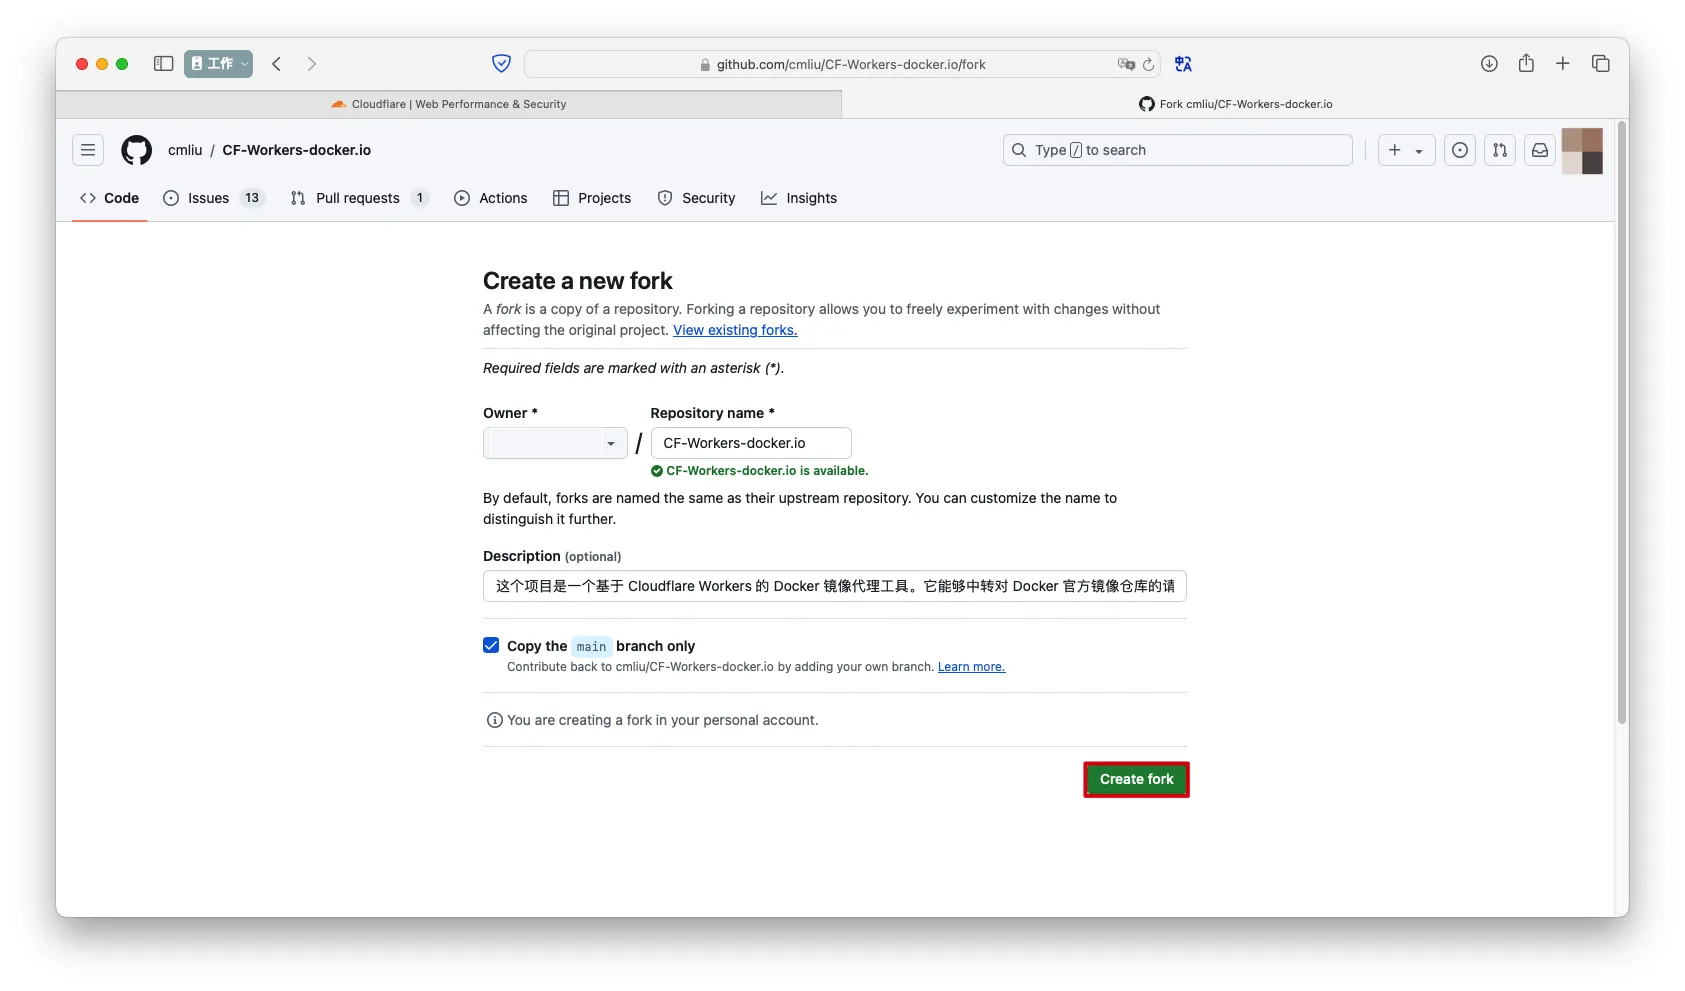 工作
github.com/cmliu/CF-Workers-docker.io/fork
Cloudflare | Web Performance & Security
Fork cmliu/CF-Workers-docker.io
cmliu / CF-Workers-docker.io
Type / to search
Code
Issues 13
Pull requests 1
Actions
Projects
Security
Insights
Create a new fork
A fork is a copy of a repository. Forking a repository allows you to freely experiment with changes without
affecting the original project. View existing forks.
Required fields are marked with an asterisk (*).
Owner *
Repository name *
/
CF-Workers-docker.io
CF-Workers-docker.io is available.
By default, forks are named the same as their upstream repository. You can customize the name to
distinguish it further.
Description (optional)
这个项目是一个基于 Cloudflare Workers 的 Docker 镜像代理工具。它能够中转对 Docker 官方镜像仓库的请
Copy the main branch only
Contribute back to cmliu/CF-Workers-docker.io by adding your own branch. Learn more.
You are creating a fork in your personal account.
Create fork